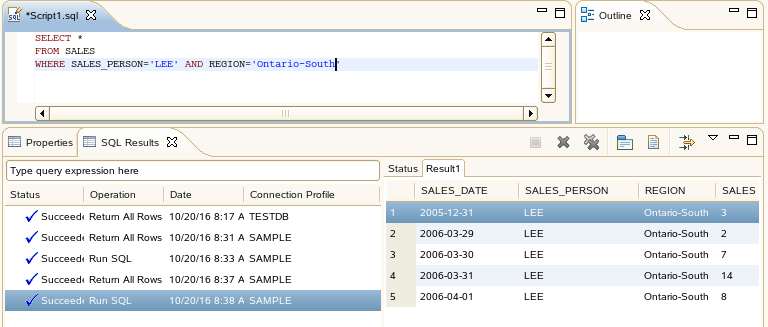 *Script1.sql
Outline
SELECT *
FROM SALES
WHERE SALES_PERSON='LEE' AND REGION='Ontario-South'
Properties
SQL Results
Type query expression here
Status Operation Date Connection Profile
Succeede Return All Rows 10/20/16 8:17 A TESTDB
Succeede Return All Rows 10/20/16 8:31 A SAMPLE
Succeede Run SQL 10/20/16 8:33 A SAMPLE
Succeede Return All Rows 10/20/16 8:37 A SAMPLE
Succeede Run SQL 10/20/16 8:38 A SAMPLE
Status Result1
SALES_DATE SALES_PERSON REGION SALES
1 2005-12-31 LEE Ontario-South 3
2 2006-03-29 LEE Ontario-South 2
3 2006-03-30 LEE Ontario-South 7
4 2006-03-31 LEE Ontario-South 14
5 2006-04-01 LEE Ontario-South 8